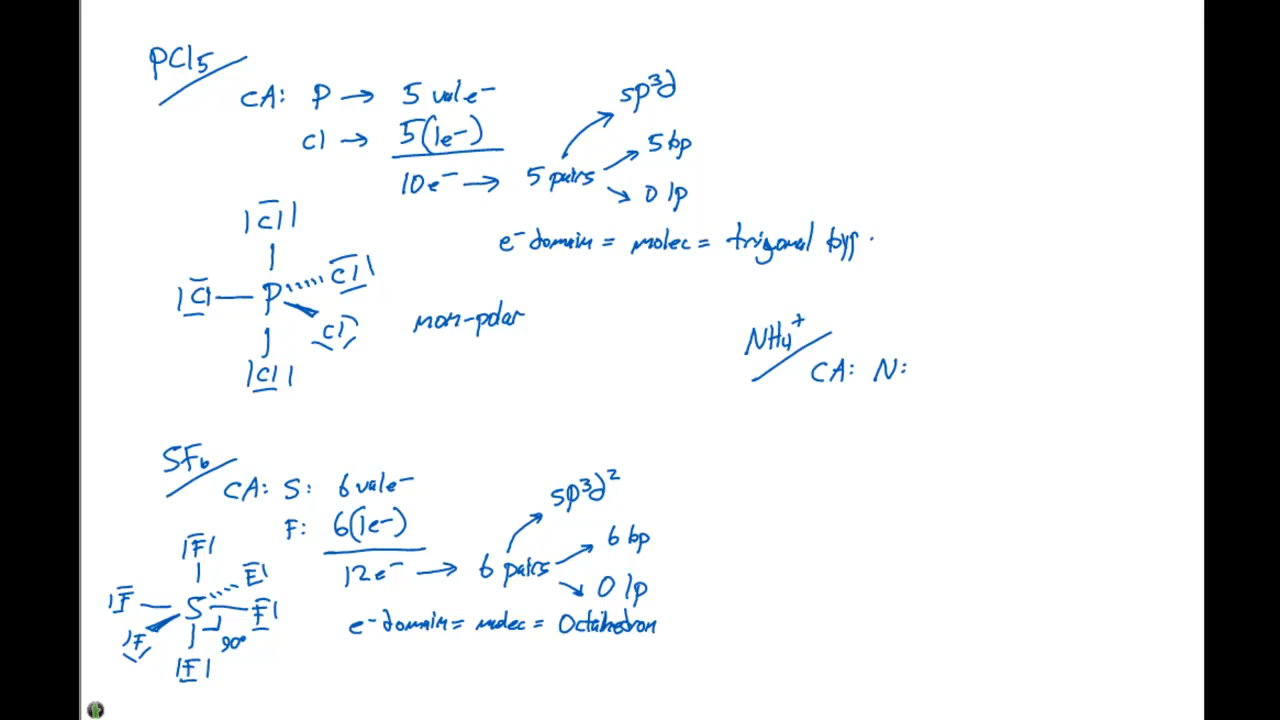 PCl5
CA: P → 5 val e-
Cl → 5(1e-)
10e- → 5 pairs
sp3d
5 bp
0 lp
e- domain = molec = trigonal byp.
|Cl|
|Cl — P Cl|
Cl|
|Cl|
non-polar
NH4+
CA: N:
SF6
CA: S: 6 val e-
F: 6(1e-)
12e- → 6 pairs
sp3d2
6 bp
0 lp
e- domain = molec = Octahedron
|F|
F|
|F — S — F|
|F 90°
|F|